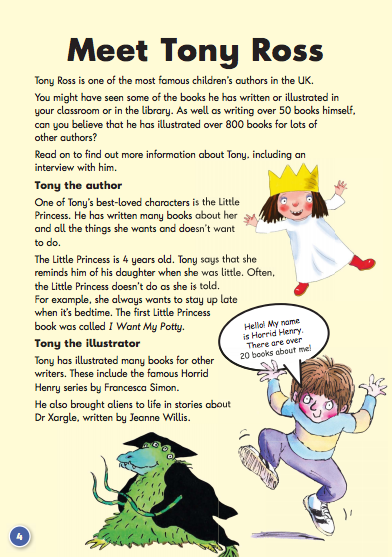 Meet Tony Ross
Tony Ross is one of the most famous children's authors in the UK.
You might have seen some of the books he has written or illustrated in
your classroom or in the library. As well as writing over 50 books himself,
can you believe that he has illustrated over 800 books for lots of
other authors?
Read on to find out more information about Tony, including an
interview with him.
Tony the author
One of Tony's best-loved characters is the Little
Princess. He has written many books about her
and all the things she wants and doesn't want
to do.
The Little Princess is 4 years old. Tony says that she
reminds him of his daughter when she was little. Often,
the Little Princess doesn't do as she is told.
For example, she always wants to stay up late
when it's bedtime. The first Little Princess
book was called I Want My Potty.
Tony the illustrator
Tony has illustrated many books for other
writers. These include the famous Horrid
Henry series by Francesca Simon.
He also brought aliens to life in stories about
Dr Xargle, written by Jeanne Willis.
Hello! My name
is Horrid Henry.
There are over
20 books about me!
4